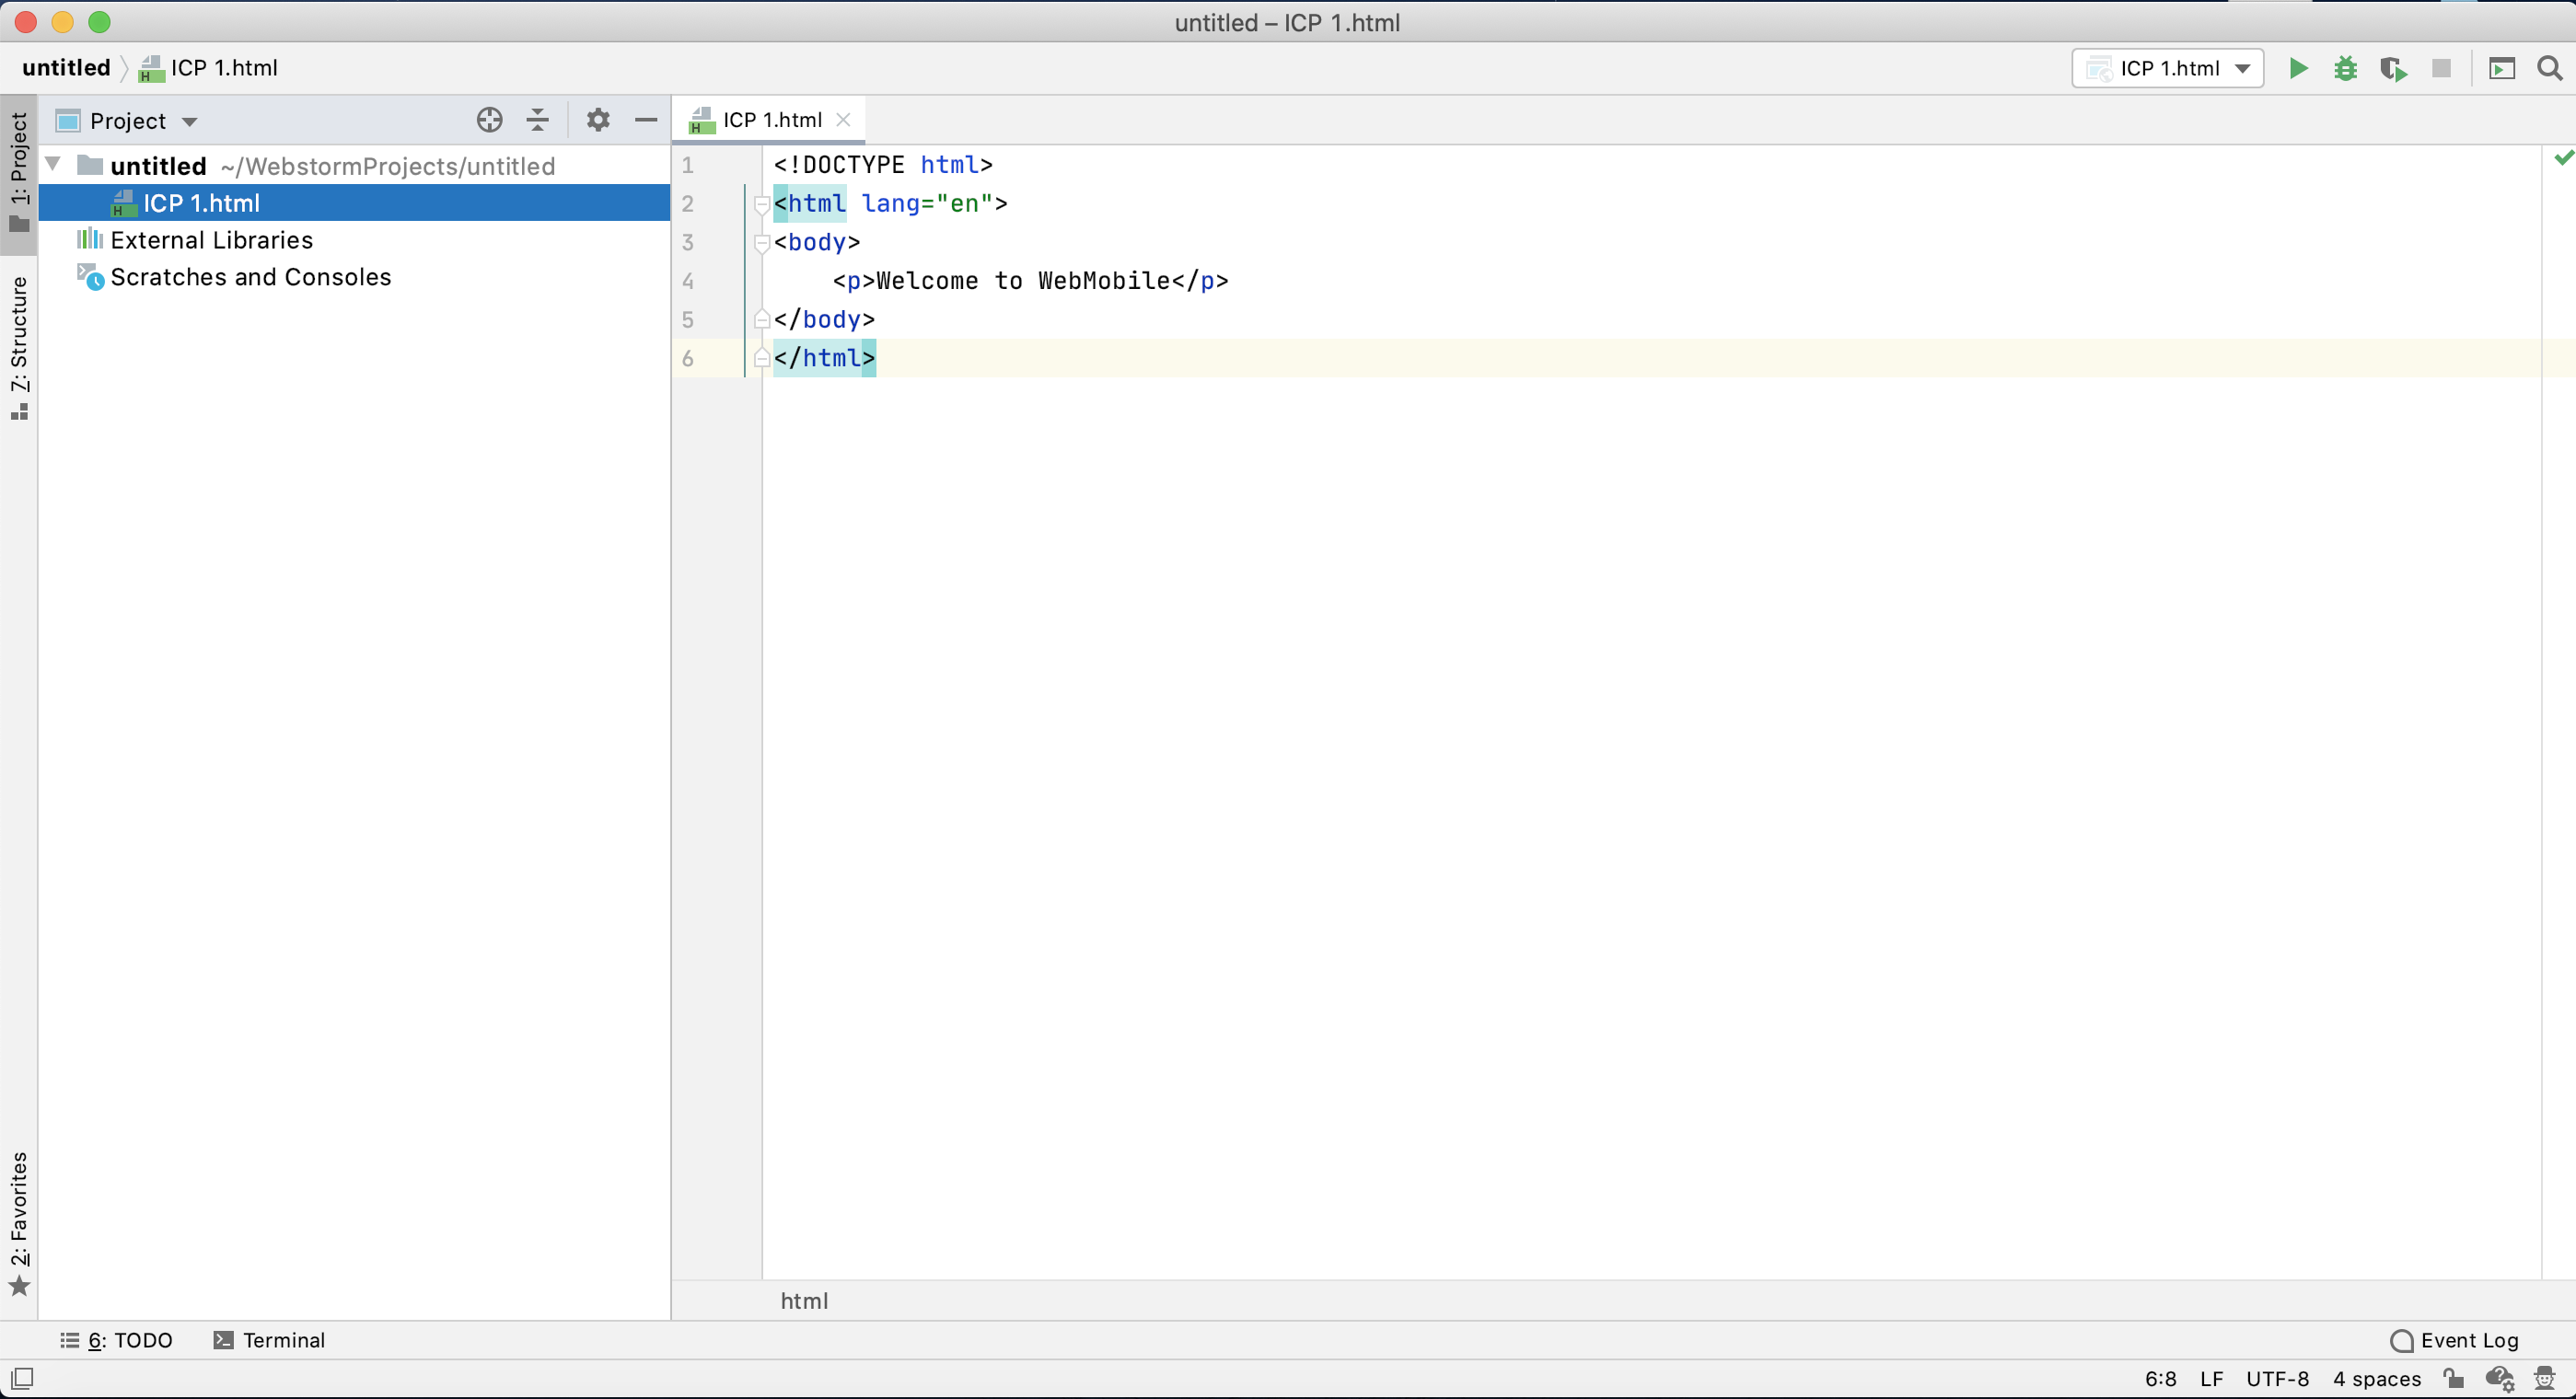 untitled – ICP 1.html
untitled ICP 1.html
ICP 1.html
1: Project
Project
ICP 1.html
untitled ~/WebstormProjects/untitled
ICP 1.html
External Libraries
Scratches and Consoles
7: Structure
2: Favorites
1 <!DOCTYPE html>
2 <html lang="en">
3 <body>
4     <p>Welcome to WebMobile</p>
5 </body>
6 </html>
html
6: TODO Terminal Event Log
6:8 LF UTF-8 4 spaces